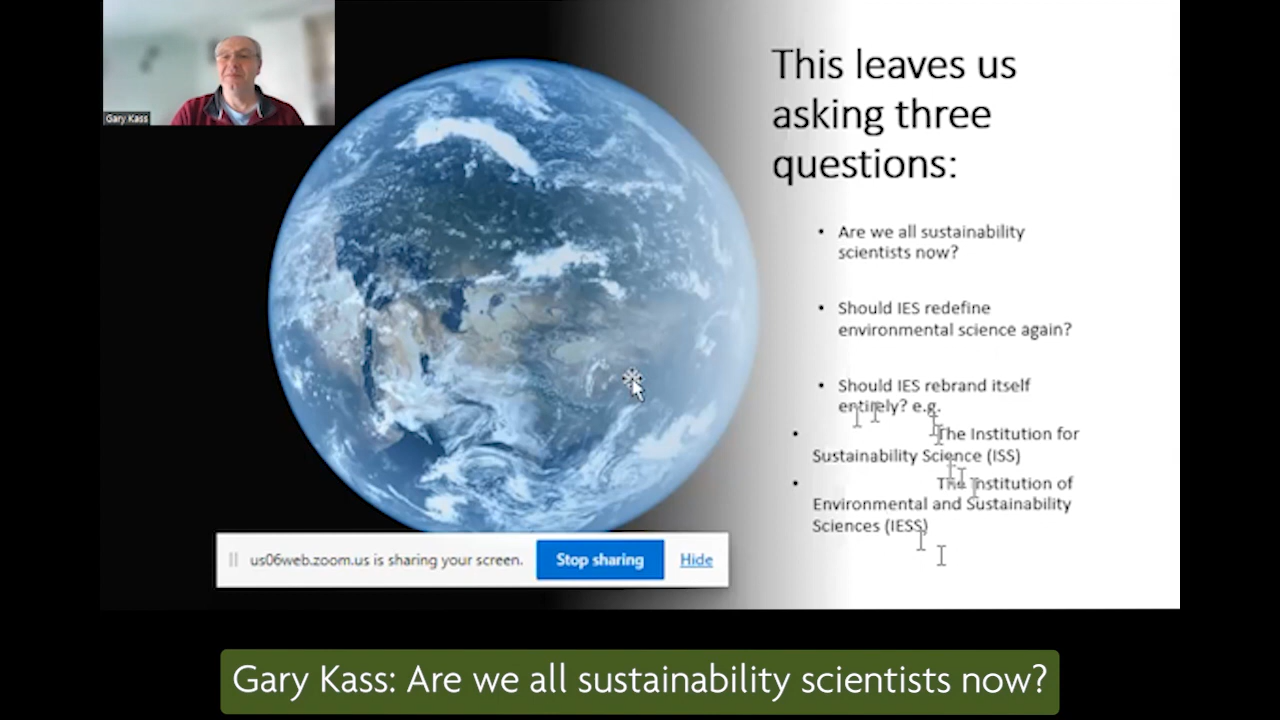 Gary Kass
This leaves us
asking three
questions:
• Are we all sustainability
scientists now?
• Should IES redefine
environmental science again?
• Should IES rebrand itself
entirely? e.g.
• The Institution for
Sustainability Science (ISS)
• The Institution of
Environmental and Sustainability
Sciences (IESS)
us06web.zoom.us is sharing your screen.
Stop sharing
Hide
Gary Kass: Are we all sustainability scientists now?